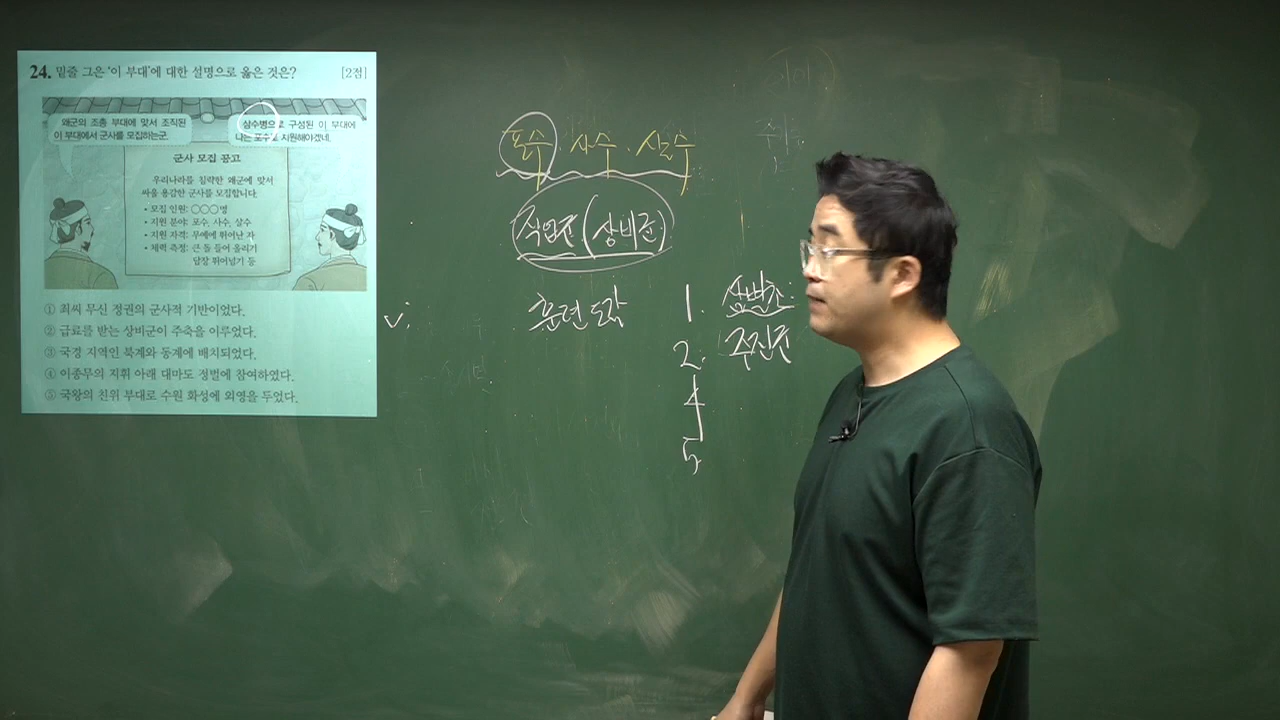 24. 밑줄 그은 '이 부대'에 대한 설명으로 옳은 것은? [2점]
왜군의 조총 부대에 맞서 조직된
이 부대에서 군사를 모집하는군.
삼수병으로 구성된 이 부대에
나는 포수로 지원해야겠네.
군사 모집 공고
우리나라를 침략한 왜군에 맞서
싸울 용감한 군사를 모집합니다.
• 모집 인원: ○○○명
• 지원 분야: 포수, 사수, 살수
• 지원 자격: 무예에 뛰어난 자
• 체력 측정: 큰 돌 들어 올리기
담장 뛰어넘기 등
① 최씨 무신 정권의 군사적 기반이었다.
② 급료를 받는 상비군이 주축을 이루었다.
③ 국경 지역인 북계와 동계에 배치되었다.
④ 이종무의 지휘 아래 대마도 정벌에 참여하였다.
⑤ 국왕의 친위 부대로 수원 화성에 외영을 두었다.
포수 · 사수 · 살수
직업군(상비군)
훈련도감
1. 삼별초:
2. 주진군
4
5